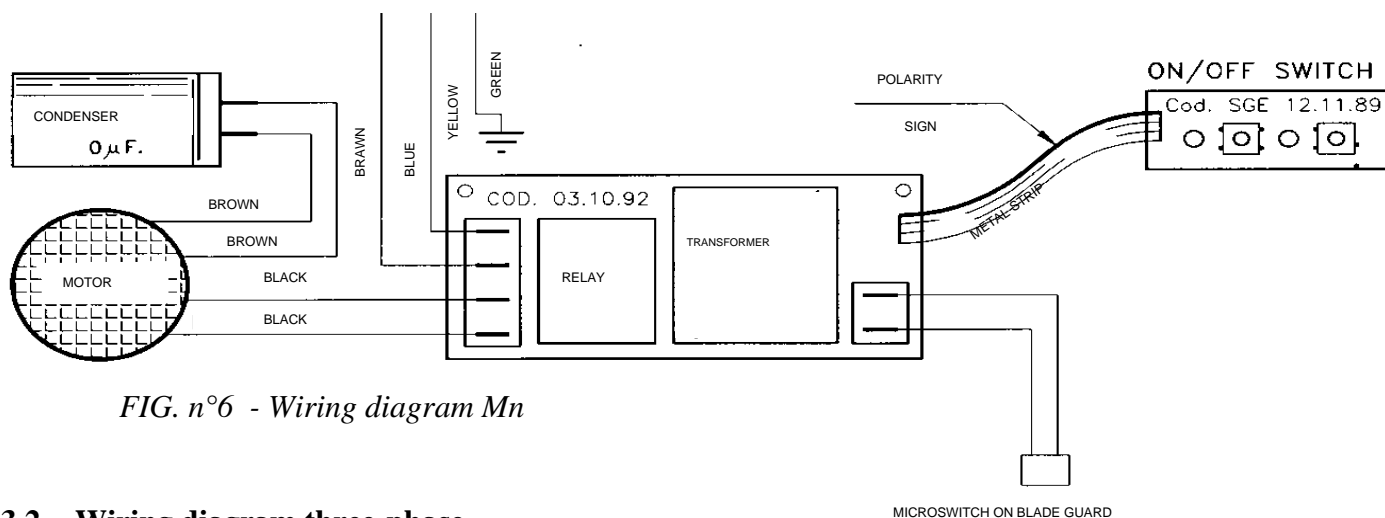 ON/OFF SWITCH
Cod. SGE 12.11.89
POLARITY
SIGN
METAL STRIP
GREEN
YELLOW
BLUE
BRAWN
CONDENSER
0µF.
BROWN
BROWN
MOTOR
BLACK
BLACK
COD. 03.10.92
RELAY
TRANSFORMER
FIG. n°6 - Wiring diagram Mn
MICROSWITCH ON BLADE GUARD
3.2 Wiring diagram three-phase